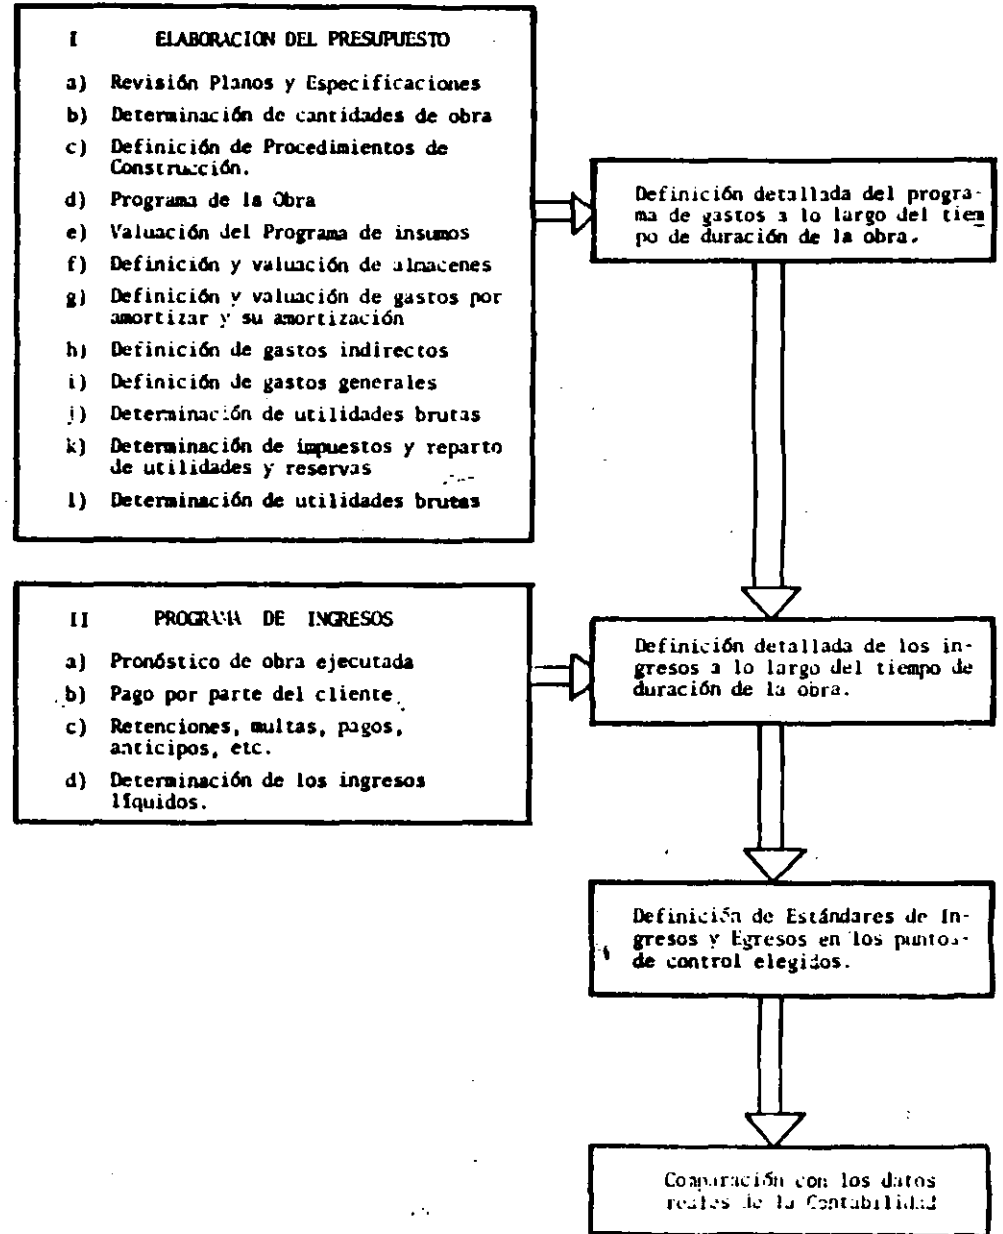 I ELABORACION DEL PRESUPUESTO
a) Revisión Planos y Especificaciones
b) Determinación de cantidades de obra
c) Definición de Procedimientos de
Construcción.
d) Programa de la Obra
e) Valuación del Programa de insumos
f) Definición y valuación de almacenes
g) Definición y valuación de gastos por
amortizar y su amortización
h) Definición de gastos indirectos
i) Definición de gastos generales
j) Determinación de utilidades brutas
k) Determinación de impuestos y reparto
de utilidades y reservas
l) Determinación de utilidades brutas
Definición detallada del progra-
ma de gastos a lo largo del tiem
po de duración de la obra.
II PROGRAMA DE INGRESOS
a) Pronóstico de obra ejecutada
b) Pago por parte del cliente
c) Retenciones, multas, pagos,
anticipos, etc.
d) Determinación de los ingresos
líquidos.
Definición detallada de los in-
gresos a lo largo del tiempo de
duración de la obra.
Definición de Estándares de In-
gresos y Egresos en los puntos-
de control elegidos.
Comparación con los datos
reales de la Contabilidad